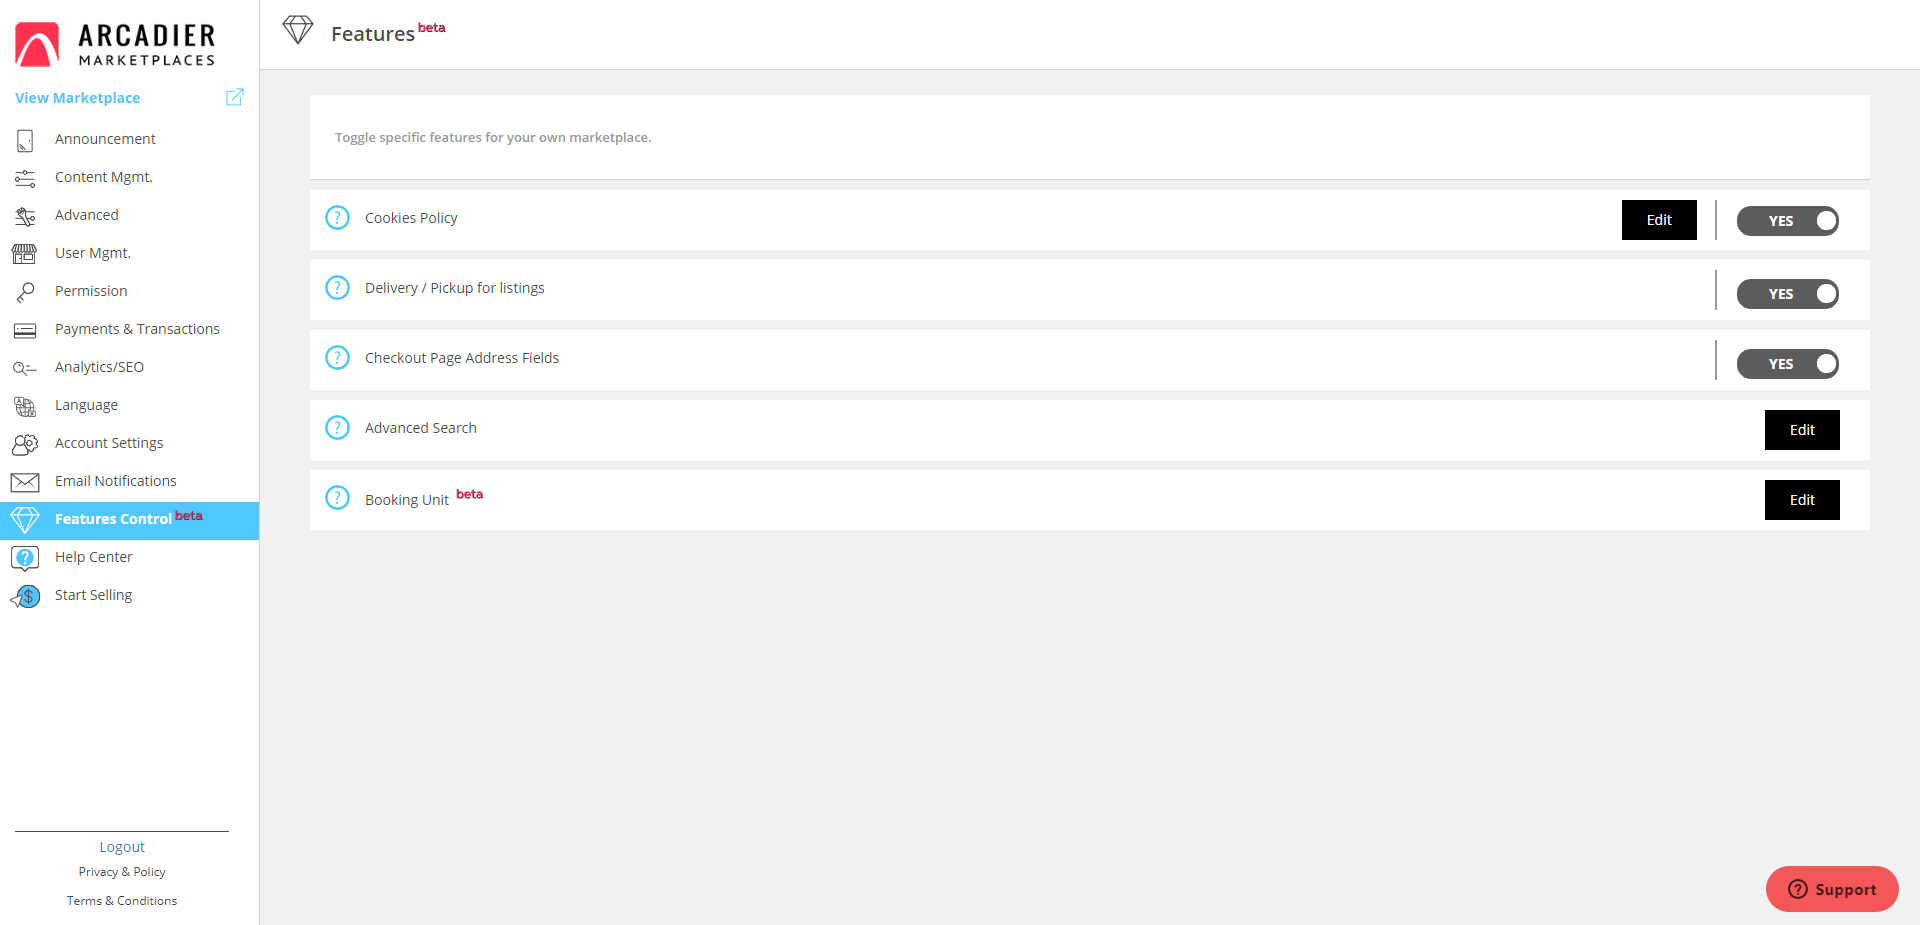 ARCADIER
MARKETPLACES
View Marketplace
Announcement
Content Mgmt.
Advanced
User Mgmt.
Permission
Payments & Transactions
Analytics/SEO
Language
Account Settings
Email Notifications
Features Control beta
Help Center
Start Selling
Logout
Privacy & Policy
Terms & Conditions
Features beta
Toggle specific features for your own marketplace.
? Cookies Policy Edit YES
? Delivery / Pickup for listings YES
? Checkout Page Address Fields YES
? Advanced Search Edit
? Booking Unit beta Edit
? Support